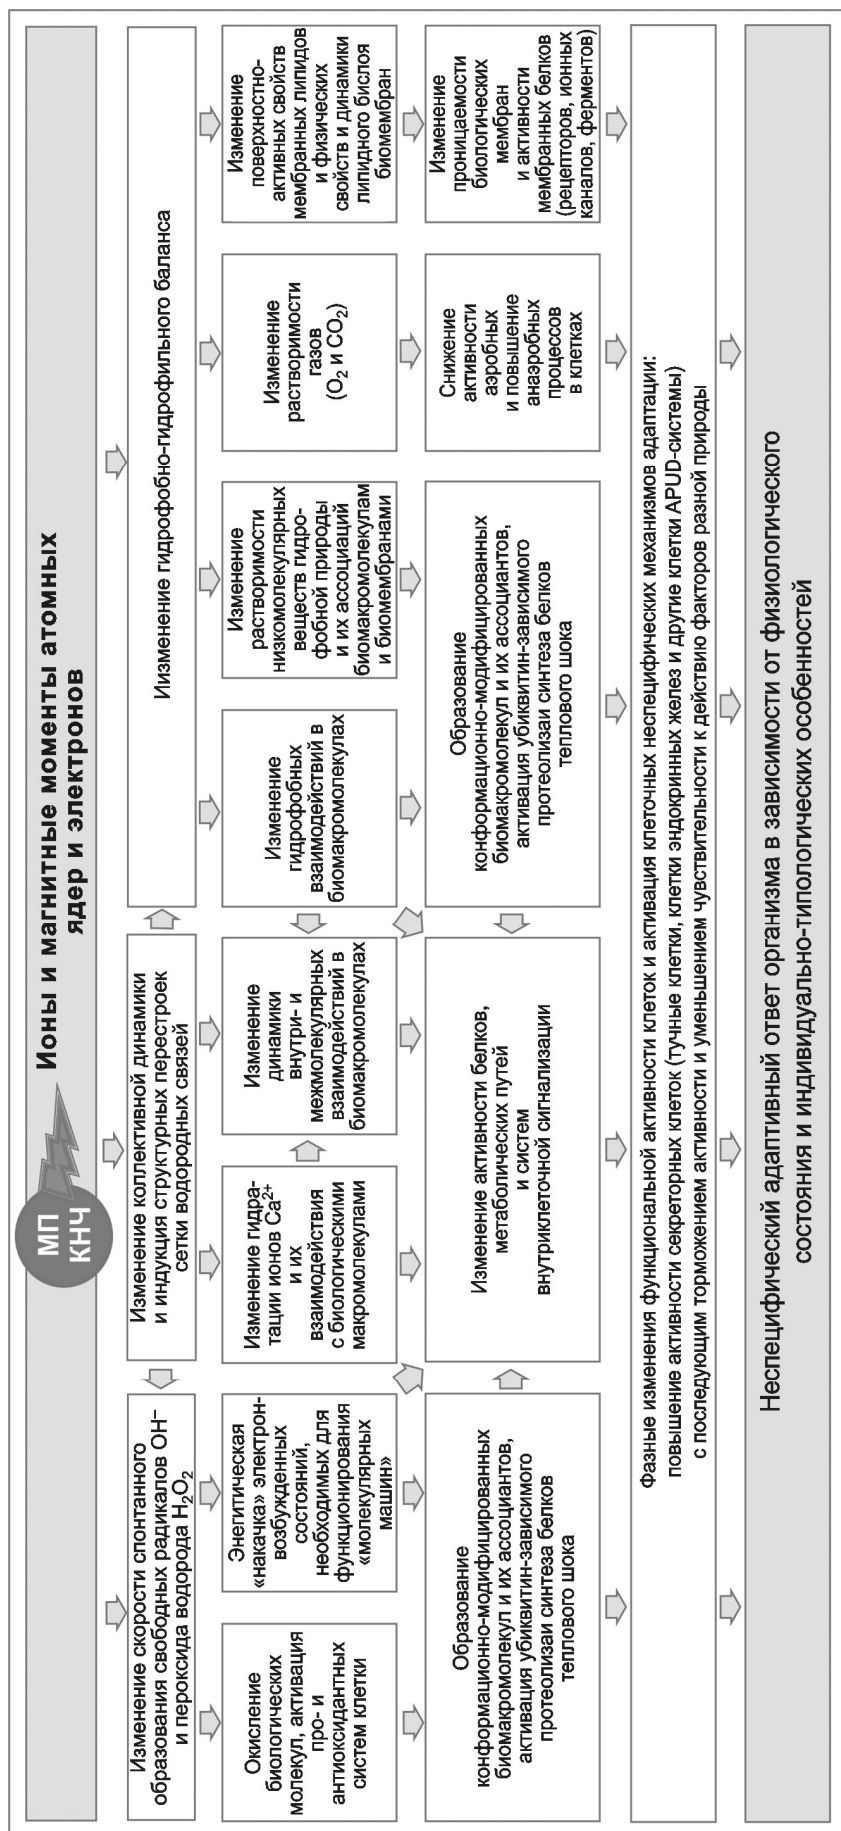 МП
КНЧ
Ионы и магнитные моменты атомных
ядер и электронов
Изменение скорости спонтанного
образования свободных радикалов OH⁻
и пероксида водорода H₂O₂
Изменение коллективной динамики
и индукция структурных перестроек
сетки водородных связей
Иизменение гидрофобно-гидрофильного баланса
Окисление
биологических
молекул, активация
про- и
антиоксидантных
систем клетки
Энегитическая
«накачка» электрон-
возбужденных
состояний,
необходимых для
функционирования
«молекулярных
машин»
Изменение гидра-
тации ионов Ca²⁺
и их
взаимодействия
с биологическими
макромолекулами
Изменение
динамики
внутри- и
межмолекулярных
взаимодействий в
биомакромолекулах
Изменение
гидрофобных
взаимодействий в
биомакромолекулах
Изменение
растворимости
низкомолекулярных
веществ гидро-
фобной природы
и их ассоциаций
биомакромолекулам
и биомембранами
Изменение
растворимости
газов
(O₂ и CO₂)
Изменение
поверхностно-
активных свойств
мембранных липидов
и физических
свойств и динамики
липидного бислоя
биомембран
Образование
конформационно-модифицированных
биомакромолекул и их ассоциантов,
активация убиквитин-зависимого
протеолизаи синтеза белков
теплового шока
Изменение активности белков,
метаболических путей
и систем
внутриклеточной сигнализации
Образование
конформационно-модифицированных
биомакромолекул и их ассоциантов,
активация убиквитин-зависимого
протеолизаи синтеза белков
теплового шока
Снижение
активности
аэробных
и повышение
анаэробных
процессов
в клетках
Изменение
проницаемости
биологических
мембран
и активности
мембранных белков
(рецепторов, ионных
каналов, ферментов)
Фазные изменения функциональной активности клеток и активация клеточных неспецифических механизмов адаптации:
повышение активности секреторных клеток (тучные клетки, клетки эндокринных желез и другие клетки APUD-системы)
с последующим торможением активности и уменьшением чувствительности к действию факторов разной природы
Неспецифический адаптивный ответ организма в зависимости от физиологического
состояния и индивидуально-типологических особенностей